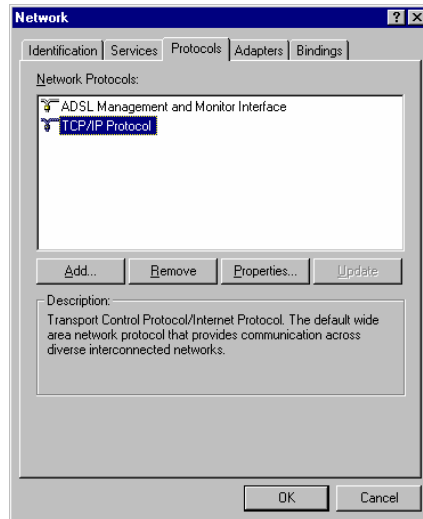 Network
Identification Services Protocols Adapters Bindings
Network Protocols:
ADSL Management and Monitor Interface
TCP/IP Protocol
Add... Remove Properties... Update
Description:
Transport Control Protocol/Internet Protocol. The default wide
area network protocol that provides communication across
diverse interconnected networks.
OK Cancel